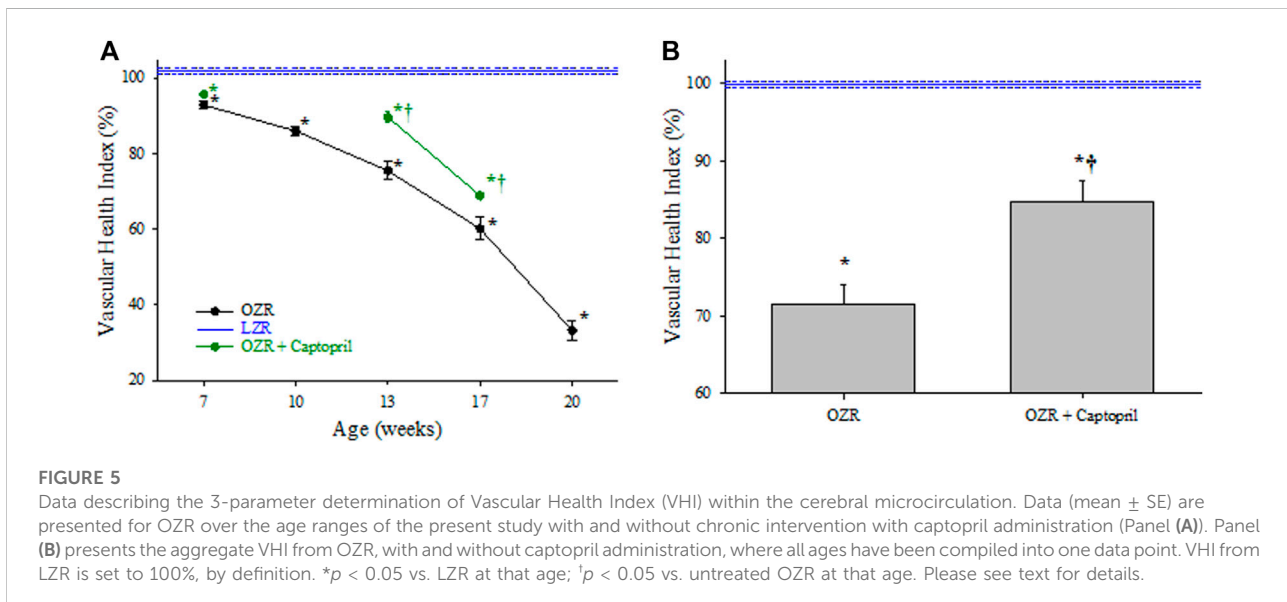 A
Vascular Health Index (%)
100
80
60
40
20
*
*
*
*†
*
*†
*
*
OZR
LZR
OZR + Captopril
7
10
13
17
20
Age (weeks)
B
Vascular Health Index (%)
100
90
80
70
60
*
*†
OZR
OZR + Captopril
FIGURE 5
Data describing the 3-parameter determination of Vascular Health Index (VHI) within the cerebral microcirculation. Data (mean ± SE) are
presented for OZR over the age ranges of the present study with and without chronic intervention with captopril administration (Panel (A)). Panel
(B) presents the aggregate VHI from OZR, with and without captopril administration, where all ages have been compiled into one data point. VHI from
LZR is set to 100%, by definition. *p < 0.05 vs. LZR at that age; †p < 0.05 vs. untreated OZR at that age. Please see text for details.